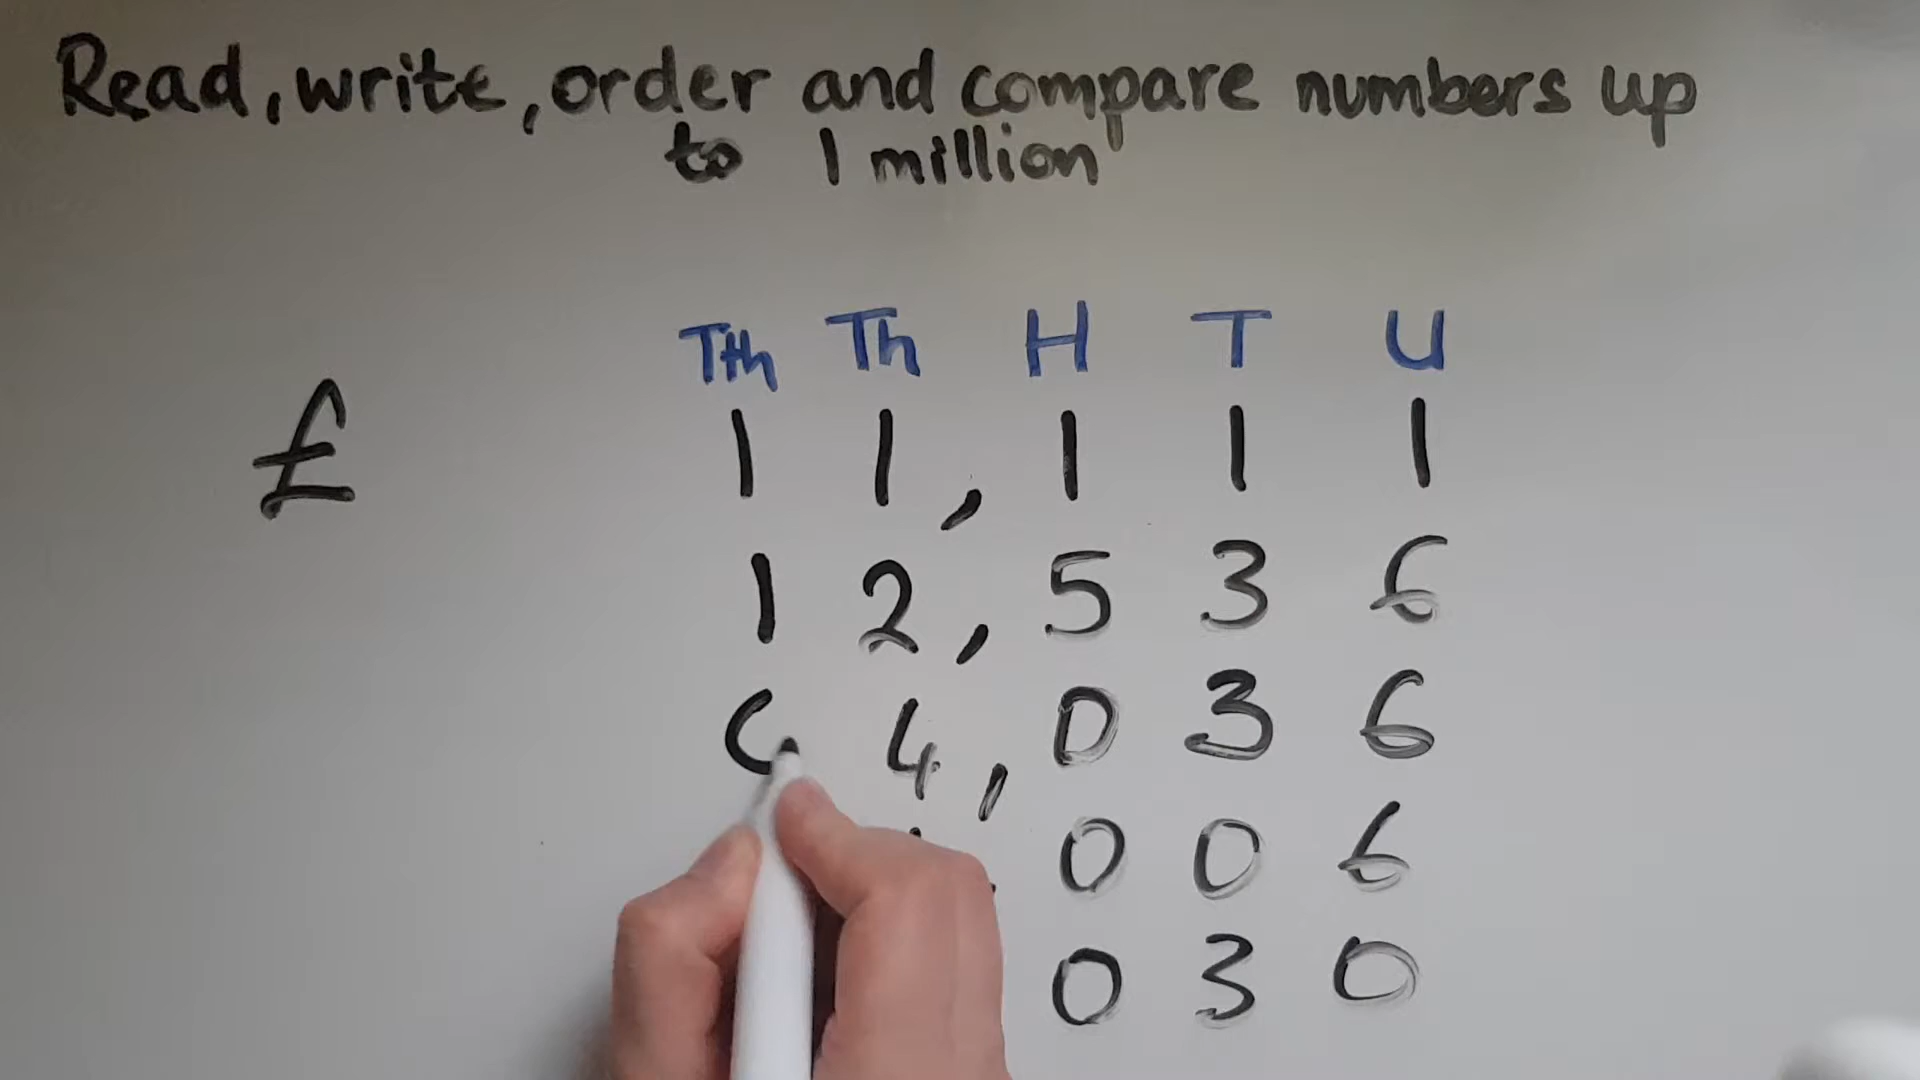 Read, write, order and compare numbers up
to 1 million
Tth Th H T U
£ 1 1 , 1 1 1
1 2 , 5 3 6
4 , 0 3 6
0 0 6
0 3 0